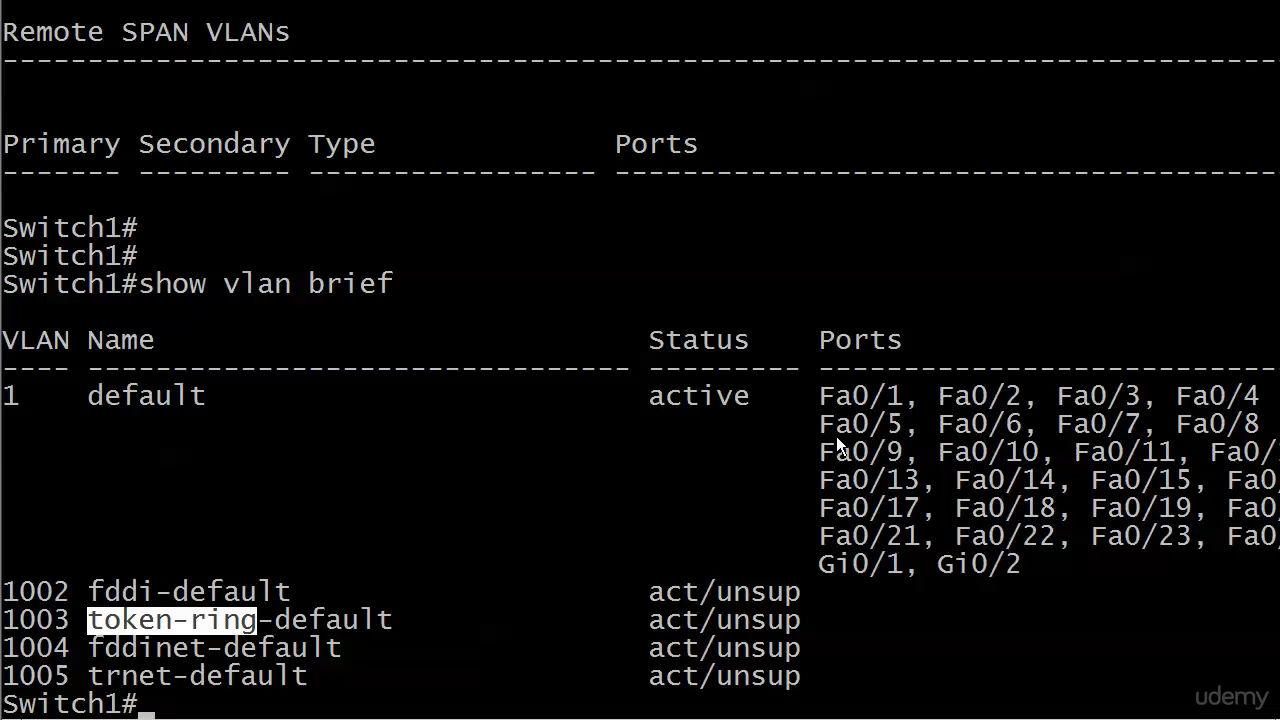 Remote SPAN VLANs
------------------------------------------------------------------------------
Primary Secondary Type              Ports
------- --------- ----------------- ------------------------------------------
Switch1#
Switch1#
Switch1#show vlan brief
VLAN Name                             Status    Ports
---- -------------------------------- --------- -------------------------------
1    default                          active    Fa0/1, Fa0/2, Fa0/3, Fa0/4
Fa0/5, Fa0/6, Fa0/7, Fa0/8
Fa0/9, Fa0/10, Fa0/11,
Fa0/13, Fa0/14, Fa0/15,
Fa0/17, Fa0/18, Fa0/19,
Fa0/21, Fa0/22, Fa0/23,
Gi0/1, Gi0/2
1002 fddi-default                     act/unsup
1003 token-ring-default               act/unsup
1004 fddinet-default                  act/unsup
1005 trnet-default                    act/unsup
Switch1#
udemy